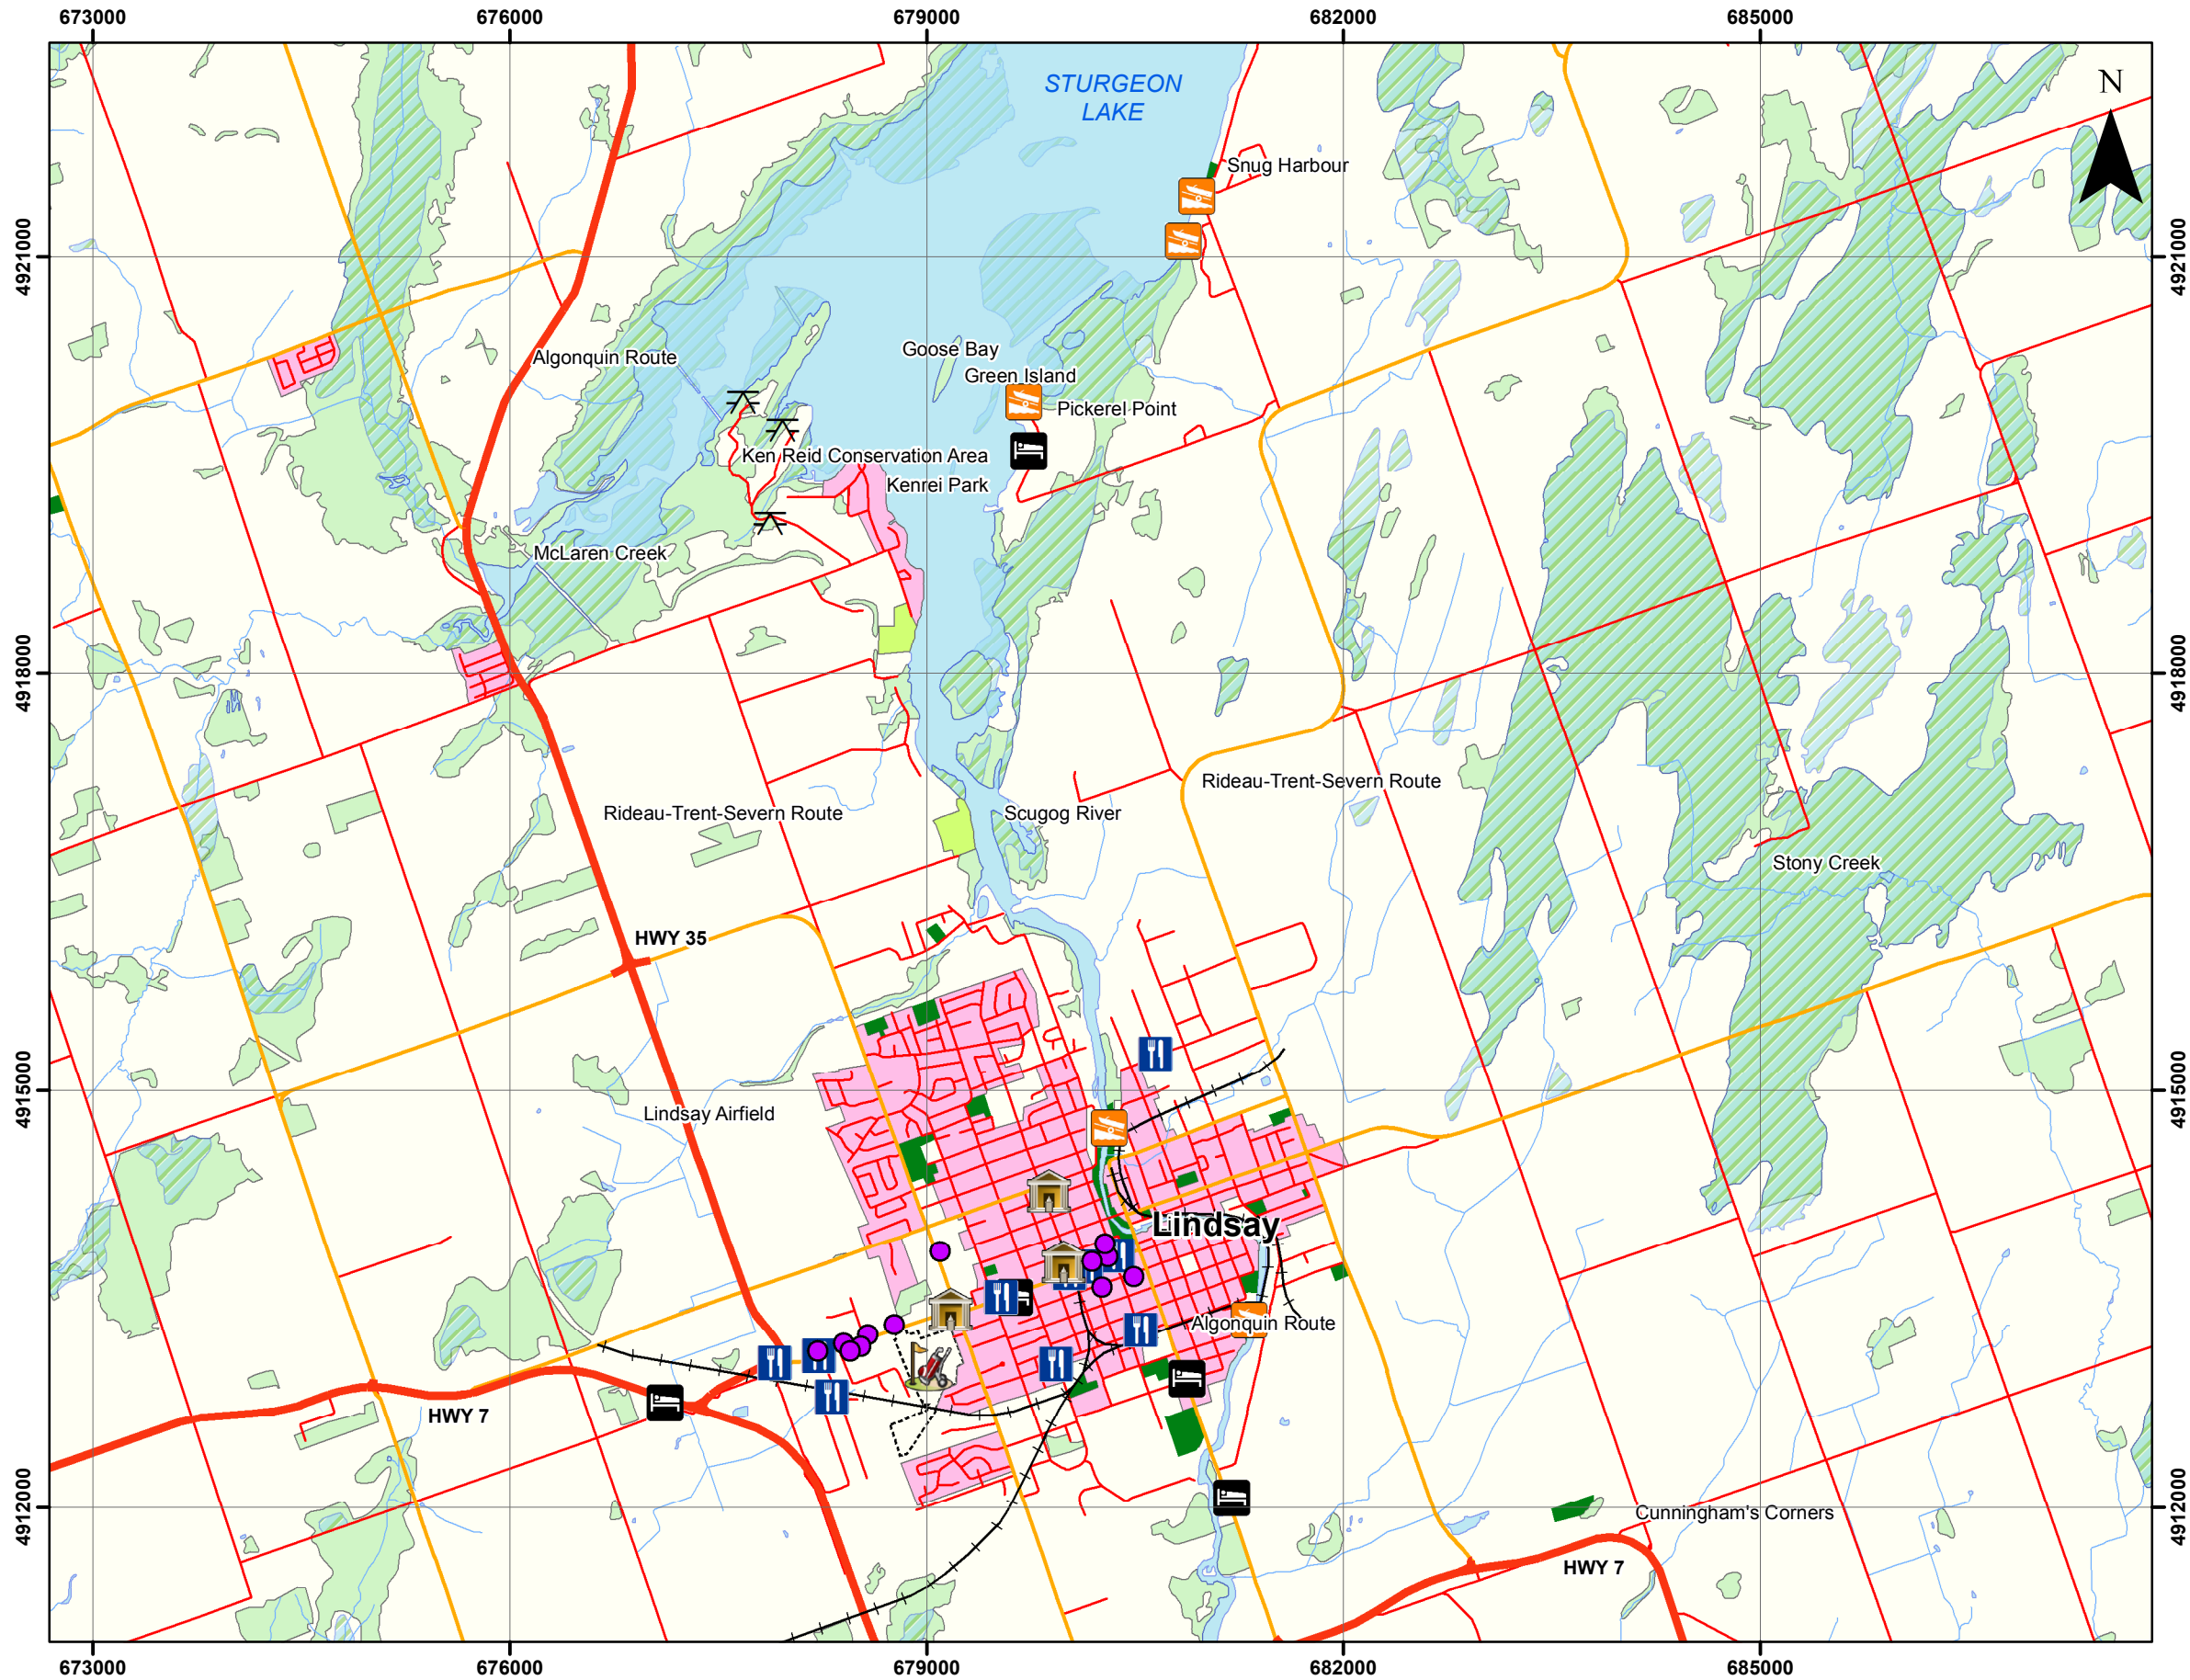 673000 676000 679000 682000 685000
STURGEON
LAKE
N
Snug Harbour
4921000 4921000
Goose Bay
Algonquin Route
Green Island
Pickerel Point
Ken Reid Conservation Area
Kenrei Park
McLaren Creek
4918000 4918000
Rideau-Trent-Severn Route
Rideau-Trent-Severn Route Scugog River
Stony Creek
HWY 35
4915000 4915000
Lindsay Airfield
Lindsay
Algonquin Route
HWY 7
4912000 4912000
Cunningham's Corners
HWY 7
673000 676000 679000 682000 685000